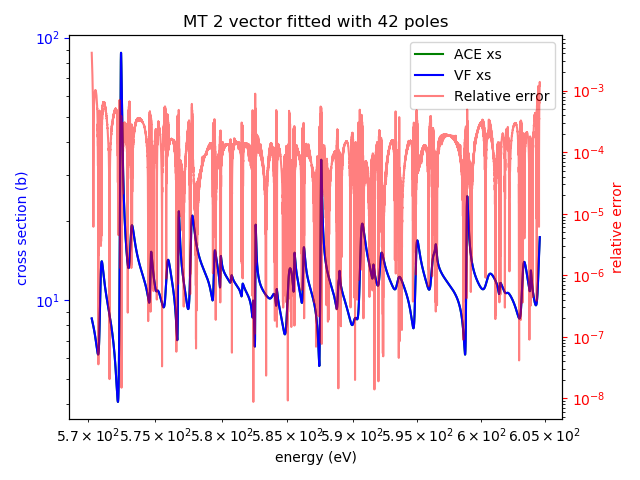 MT 2 vector fitted with 42 poles
ACE xs
VF xs
Relative error
10²
10¹
cross section (b)
10⁻³
10⁻⁴
10⁻⁵
10⁻⁶
10⁻⁷
10⁻⁸
relative error
5.7 × 10² 5.75 × 10² 5.8 × 10² 5.85 × 10² 5.9 × 10² 5.95 × 10² 6 × 10² 6.05 × 10²
energy (eV)